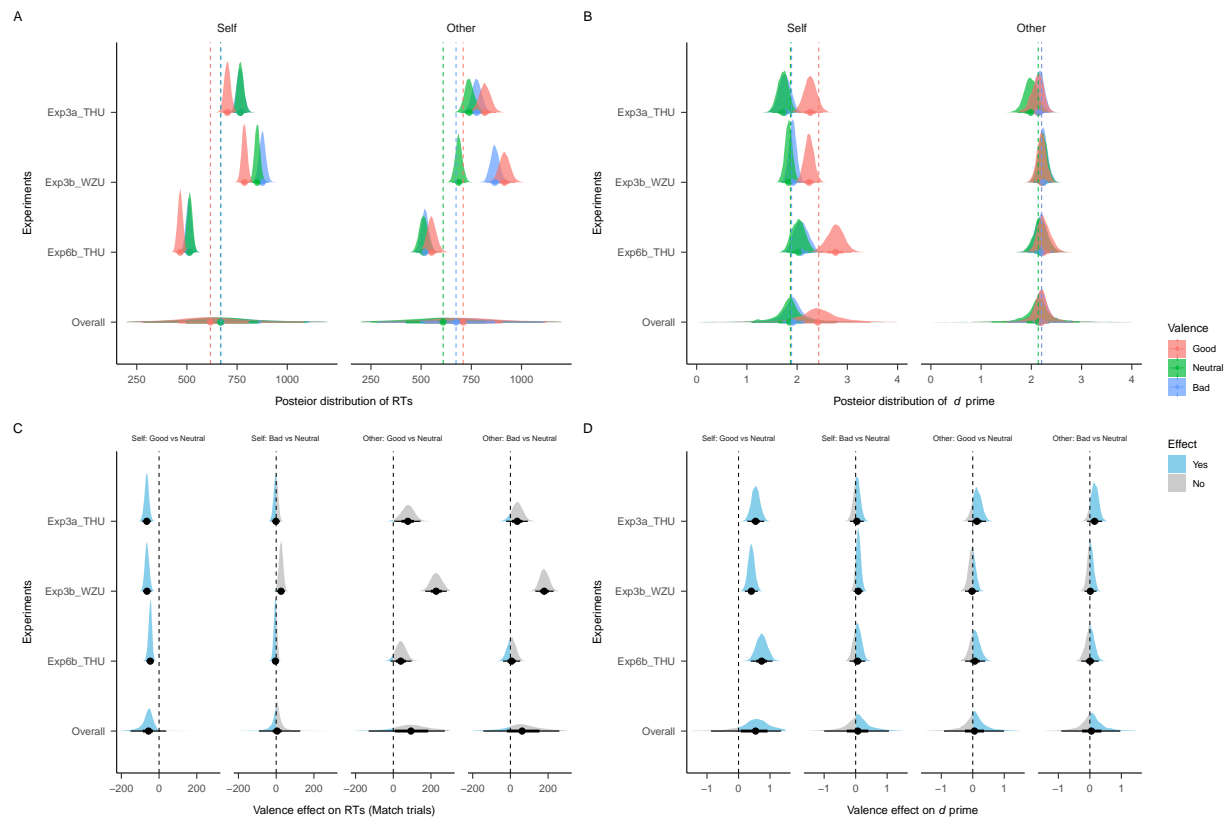 A
Self
Other
Exp3a_THU
Exp3b_WZU
Exp6b_THU
Overall
Experiments
250 500 750 1000
250 500 750 1000
Posteior distribution of RTs
B
Self
Other
Exp3a_THU
Exp3b_WZU
Exp6b_THU
Overall
Experiments
0 1 2 3 4
0 1 2 3 4
Posterior distribution of d prime
Valence
Good
Neutral
Bad
C
Self: Good vs Neutral
Self: Bad vs Neutral
Other: Good vs Neutral
Other: Bad vs Neutral
Exp3a_THU
Exp3b_WZU
Exp6b_THU
Overall
Experiments
−200 0 200
−200 0 200
−200 0 200
−200 0 200
Valence effect on RTs (Match trials)
D
Self: Good vs Neutral
Self: Bad vs Neutral
Other: Good vs Neutral
Other: Bad vs Neutral
Exp3a_THU
Exp3b_WZU
Exp6b_THU
Overall
Experiments
−1 0 1
−1 0 1
−1 0 1
−1 0 1
Valence effect on d prime
Effect
Yes
No